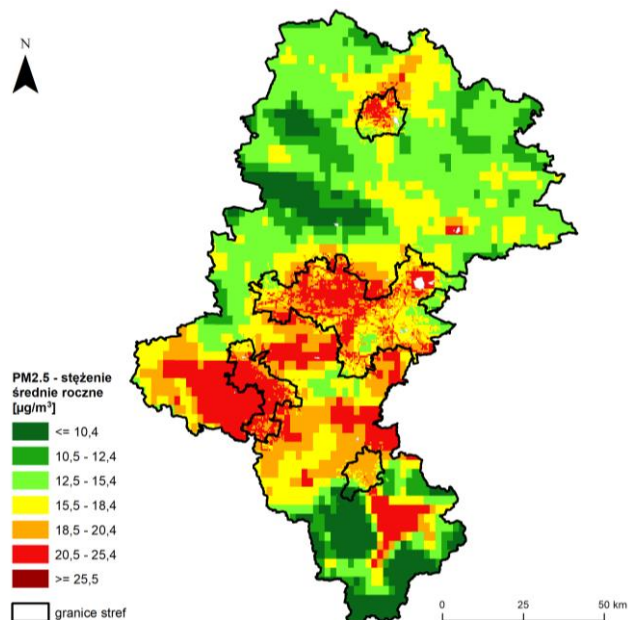 N
PM2.5 - stężenie
średnie roczne
[µg/m³]
<= 10,4
10,5 - 12,4
12,5 - 15,4
15,5 - 18,4
18,5 - 20,4
20,5 - 25,4
>= 25,5
granice stref
0 25 50 km